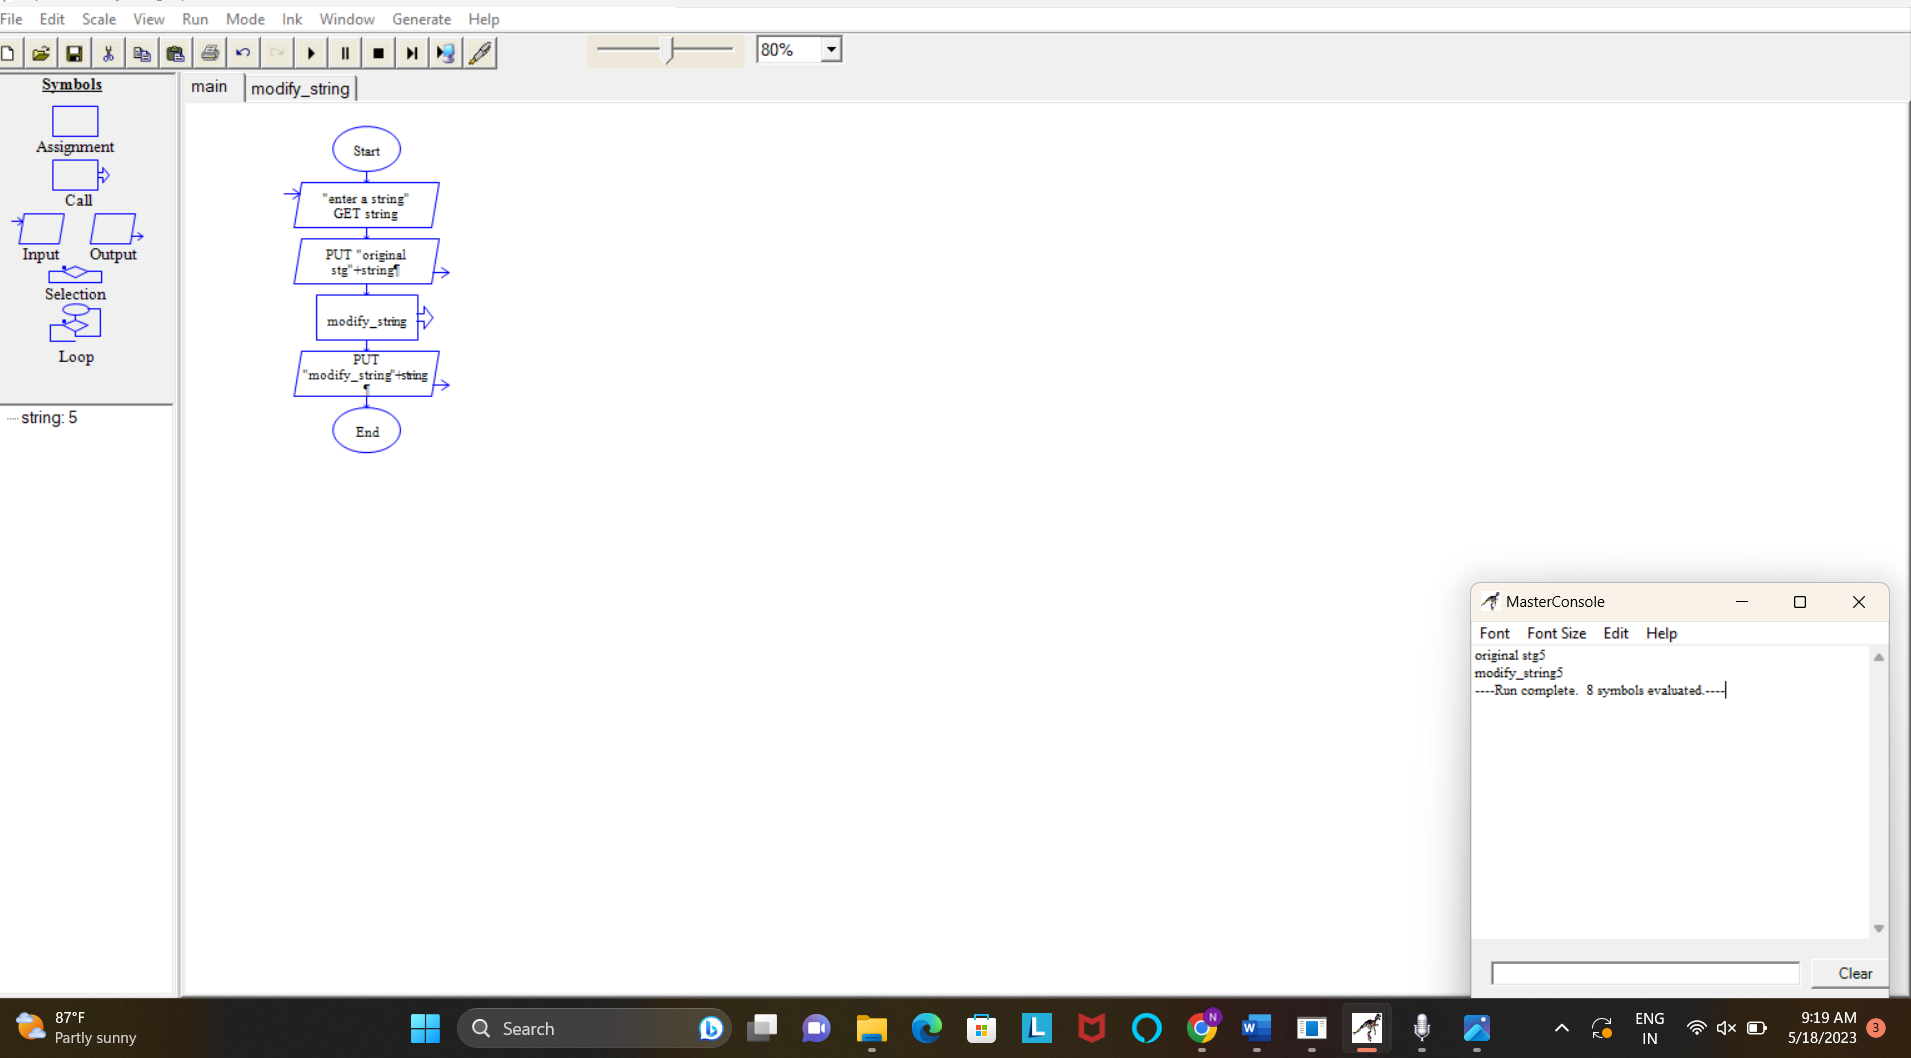 File Edit Scale View Run Mode Ink Window Generate Help
80%
Symbols
Assignment
Call
Input Output
Selection
Loop
string: 5
main modify_string
Start
"enter a string"
GET string
PUT "original
stg"+string¶
modify_string
PUT
"modify_string"+string
¶
End
MasterConsole
Font Font Size Edit Help
original stg5
modify_string5
----Run complete.  8 symbols evaluated.----
Clear
87°F
Partly sunny
Search
N
ENG
IN
9:19 AM
5/18/2023
3